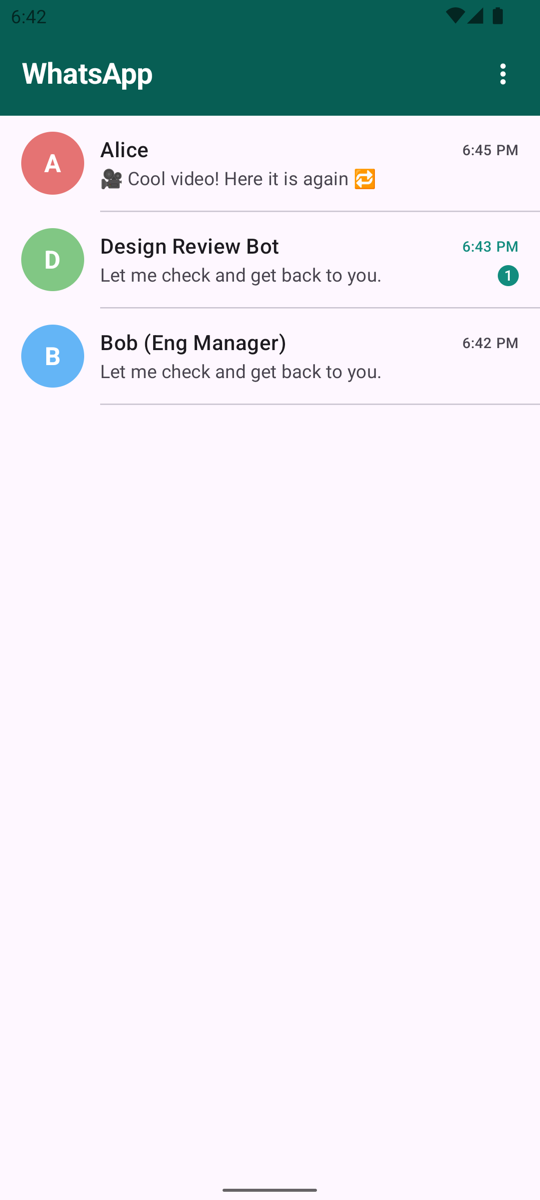 6:42
WhatsApp
A
Alice
6:45 PM
🎥 Cool video! Here it is again 🔁
D
Design Review Bot
6:43 PM
Let me check and get back to you.
1
B
Bob (Eng Manager)
6:42 PM
Let me check and get back to you.